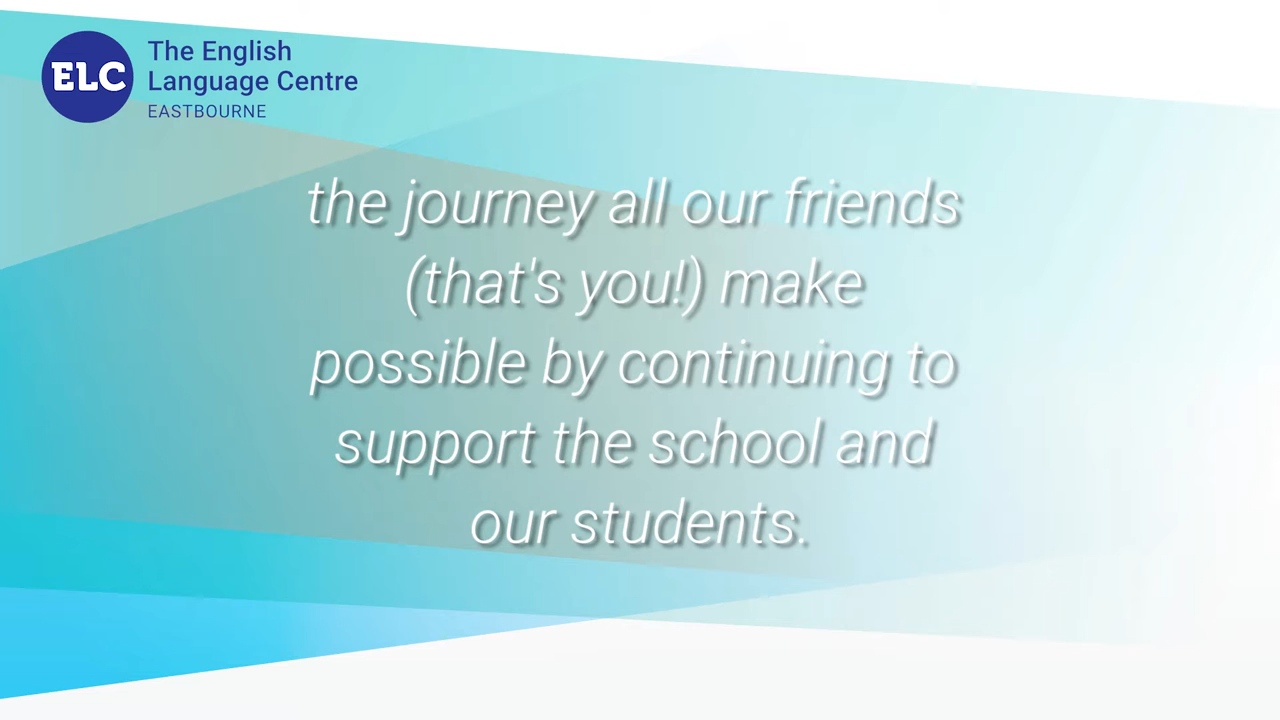 ELC
The English
Language Centre
EASTBOURNE
the journey all our friends
(that's you!) make
possible by continuing to
support the school and
our students.